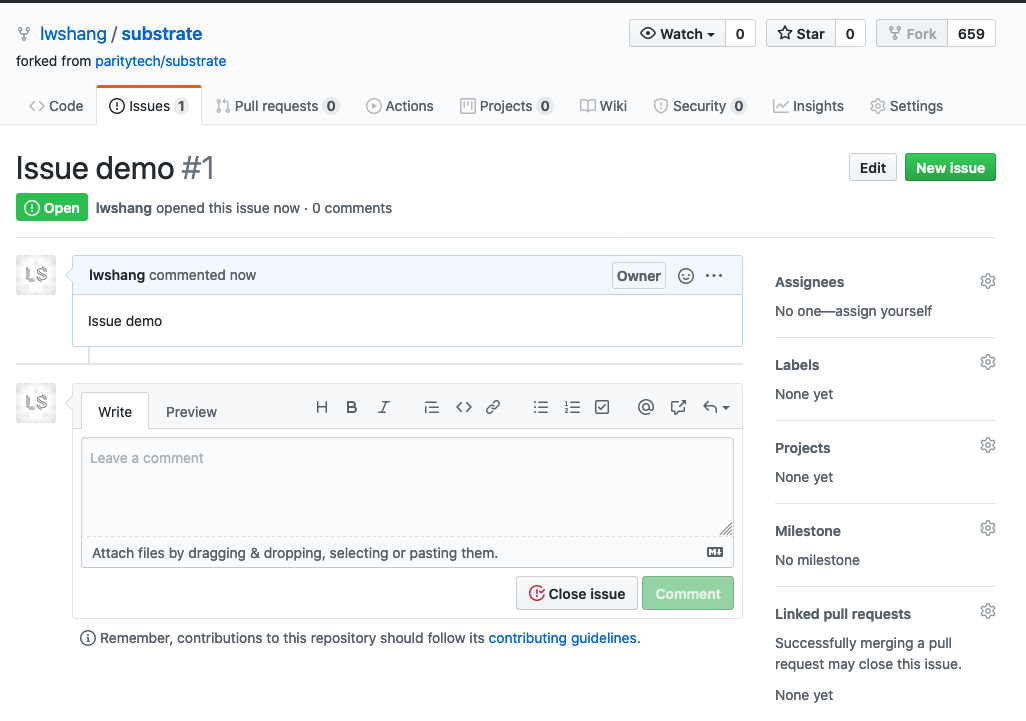 lwshang / substrate
Watch 0 Star 0 Fork 659
forked from paritytech/substrate
Code Issues 1 Pull requests 0 Actions Projects 0 Wiki Security 0 Insights Settings
Issue demo #1
Edit New issue
Open lwshang opened this issue now · 0 comments
LS lwshang commented now Owner
Issue demo
Assignees
No one—assign yourself
Labels
None yet
LS Write Preview H B I
Leave a comment
Attach files by dragging & dropping, selecting or pasting them.
Close issue Comment
Remember, contributions to this repository should follow its contributing guidelines.
Projects
None yet
Milestone
No milestone
Linked pull requests
Successfully merging a pull
request may close this issue.
None yet